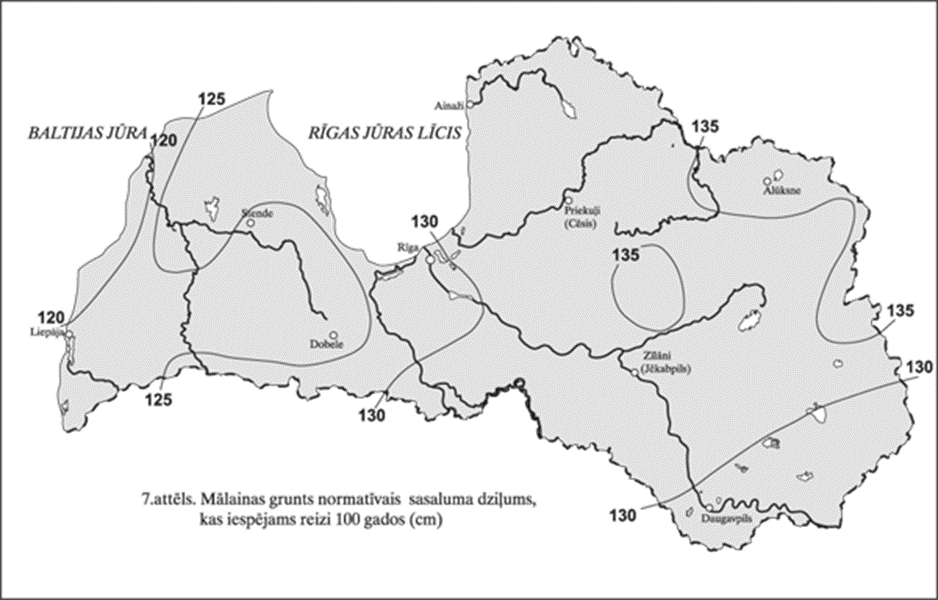 125
BALTIJAS JŪRA
120
RĪGAS JŪRAS LĪCIS
Ainaži
135
Alūksne
Priekuļi
(Cēsis)
Stende
130
Rīga
135
120
Liepāja
Dobele
135
Zīlāni
(Jēkabpils)
130
125
130
130
Daugavpils
7.attēls. Mālainas grunts normatīvais sasaluma dziļums,
kas iespējams reizi 100 gados (cm)